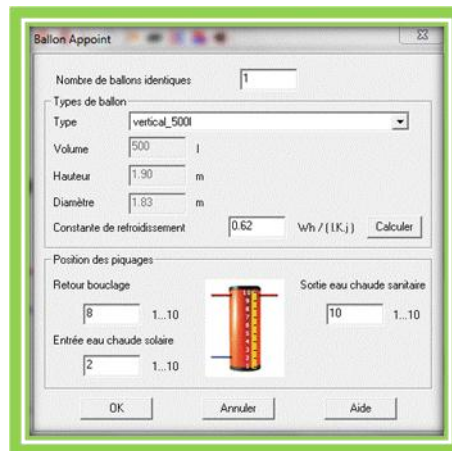 Ballon Appoint
Nombre de ballons identiques 1
Types de ballon
Type vertical_500l
Volume 500 l
Hauteur 1.90 m
Diamètre 1.83 m
Constante de refroidissement 0.62 Wh / ( l.K.j ) Calculer
Position des piquages
Retour bouclage Sortie eau chaude sanitaire
8 1...10 10 1...10
Entrée eau chaude solaire
2 1...10
OK Annuler Aide